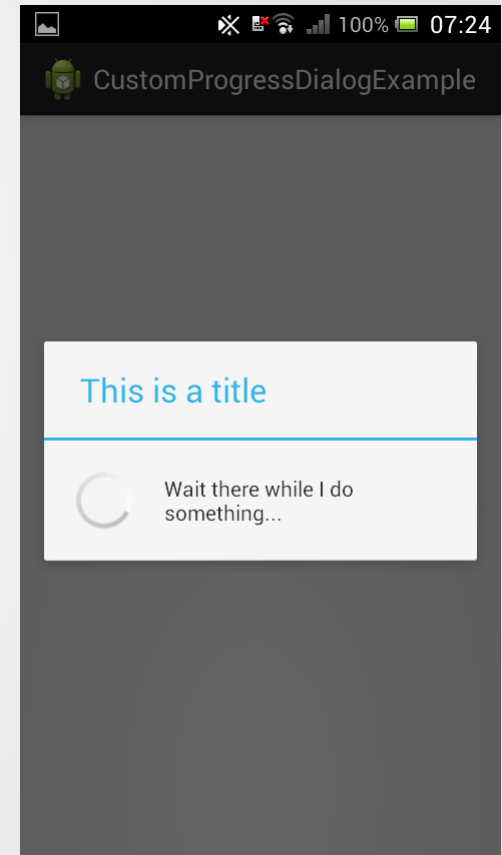 100% 07:24
CustomProgressDialogExample
This is a title
Wait there while I do
something...